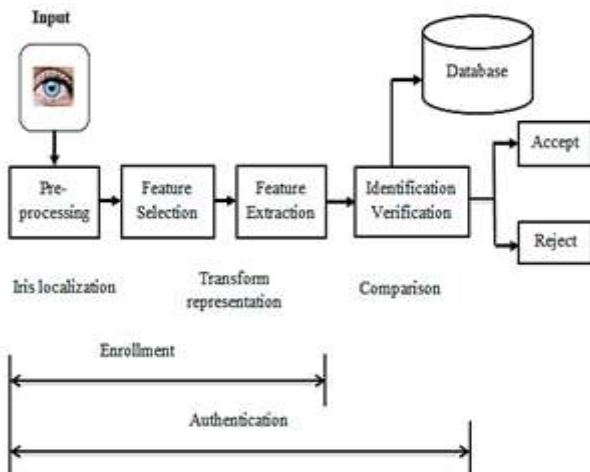 Input
Database
Pre-
processing
Feature
Selection
Feature
Extraction
Identification
Verification
Accept
Reject
Iris localization
Transform
representation
Comparison
Enrollment
Authentication